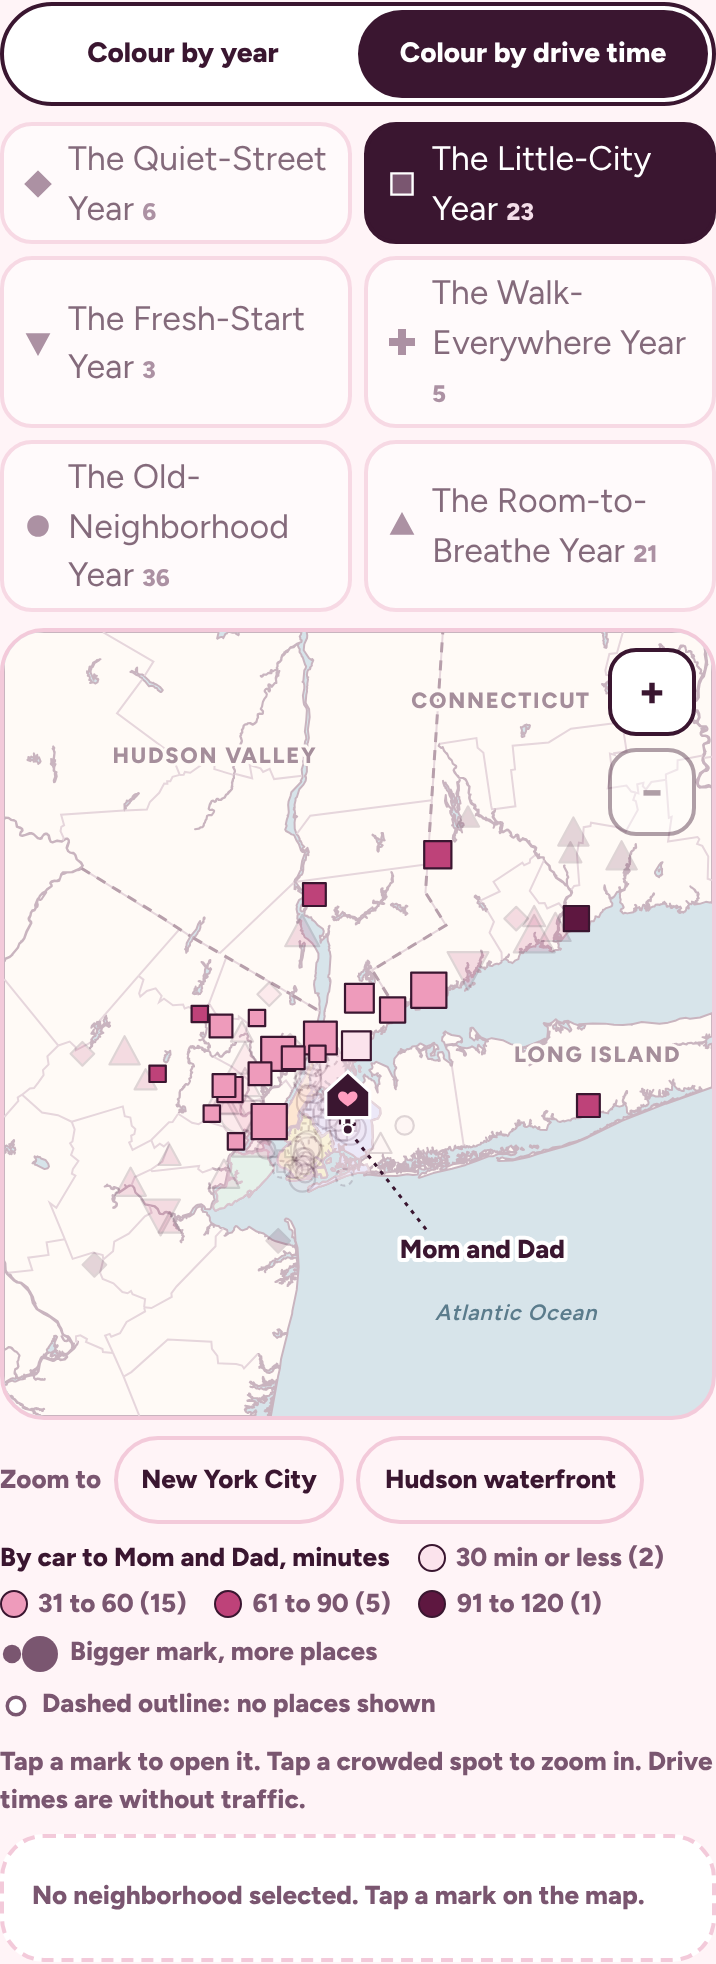 Colour by year
Colour by drive time
The Quiet-Street
Year 6
The Little-City
Year 23
The Fresh-Start
Year 3
The Walk-
Everywhere Year
5
The Old-
Neighborhood
Year 36
The Room-to-
Breathe Year 21
+
CONNECTICUT
HUDSON VALLEY
−
LONG ISLAND
Mom and Dad
Atlantic Ocean
Zoom to
New York City
Hudson waterfront
By car to Mom and Dad, minutes
30 min or less (2)
31 to 60 (15)
61 to 90 (5)
91 to 120 (1)
Bigger mark, more places
Dashed outline: no places shown
Tap a mark to open it. Tap a crowded spot to zoom in. Drive
times are without traffic.
No neighborhood selected. Tap a mark on the map.